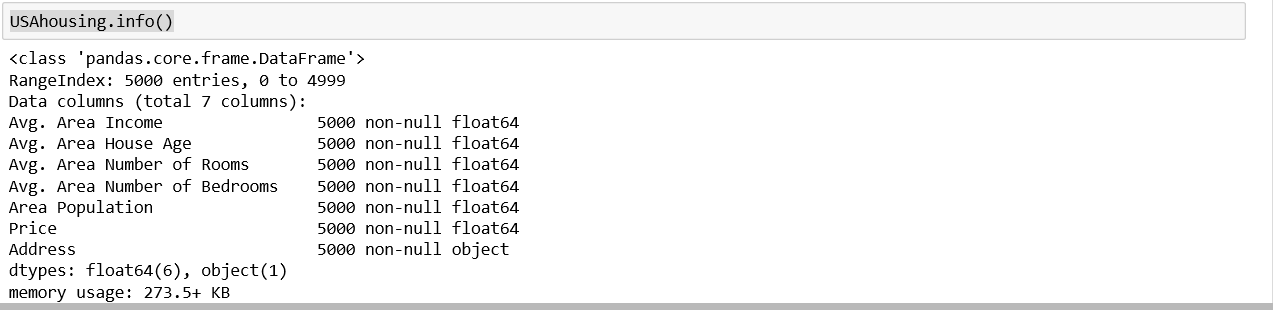 USAhousing.info()
<class 'pandas.core.frame.DataFrame'>
RangeIndex: 5000 entries, 0 to 4999
Data columns (total 7 columns):
Avg. Area Income                5000 non-null float64
Avg. Area House Age             5000 non-null float64
Avg. Area Number of Rooms       5000 non-null float64
Avg. Area Number of Bedrooms    5000 non-null float64
Area Population                 5000 non-null float64
Price                           5000 non-null float64
Address                         5000 non-null object
dtypes: float64(6), object(1)
memory usage: 273.5+ KB